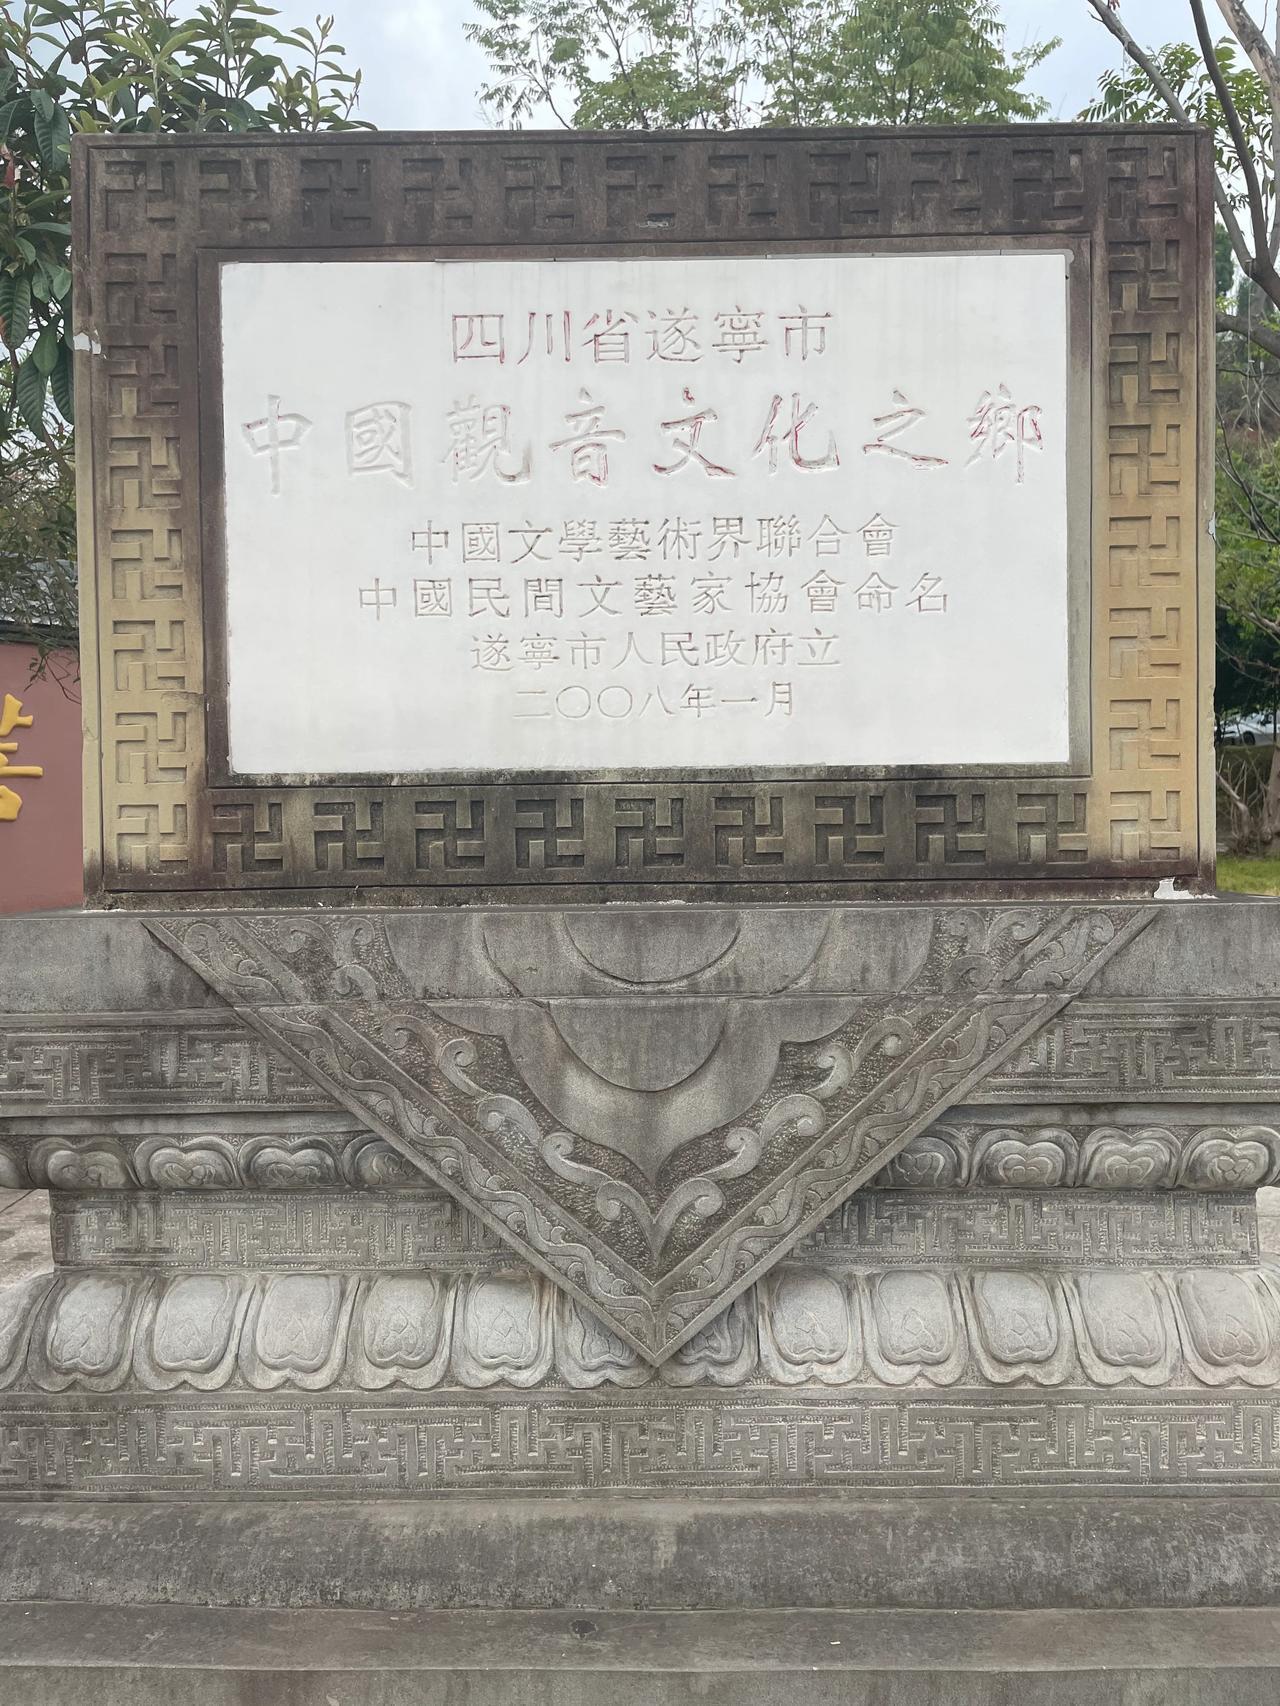 四川省遂寧市
中國觀音文化之鄉
中國文學藝術界聯合會
中國民間文藝家協會命名
遂寧市人民政府立
二〇〇八年一月